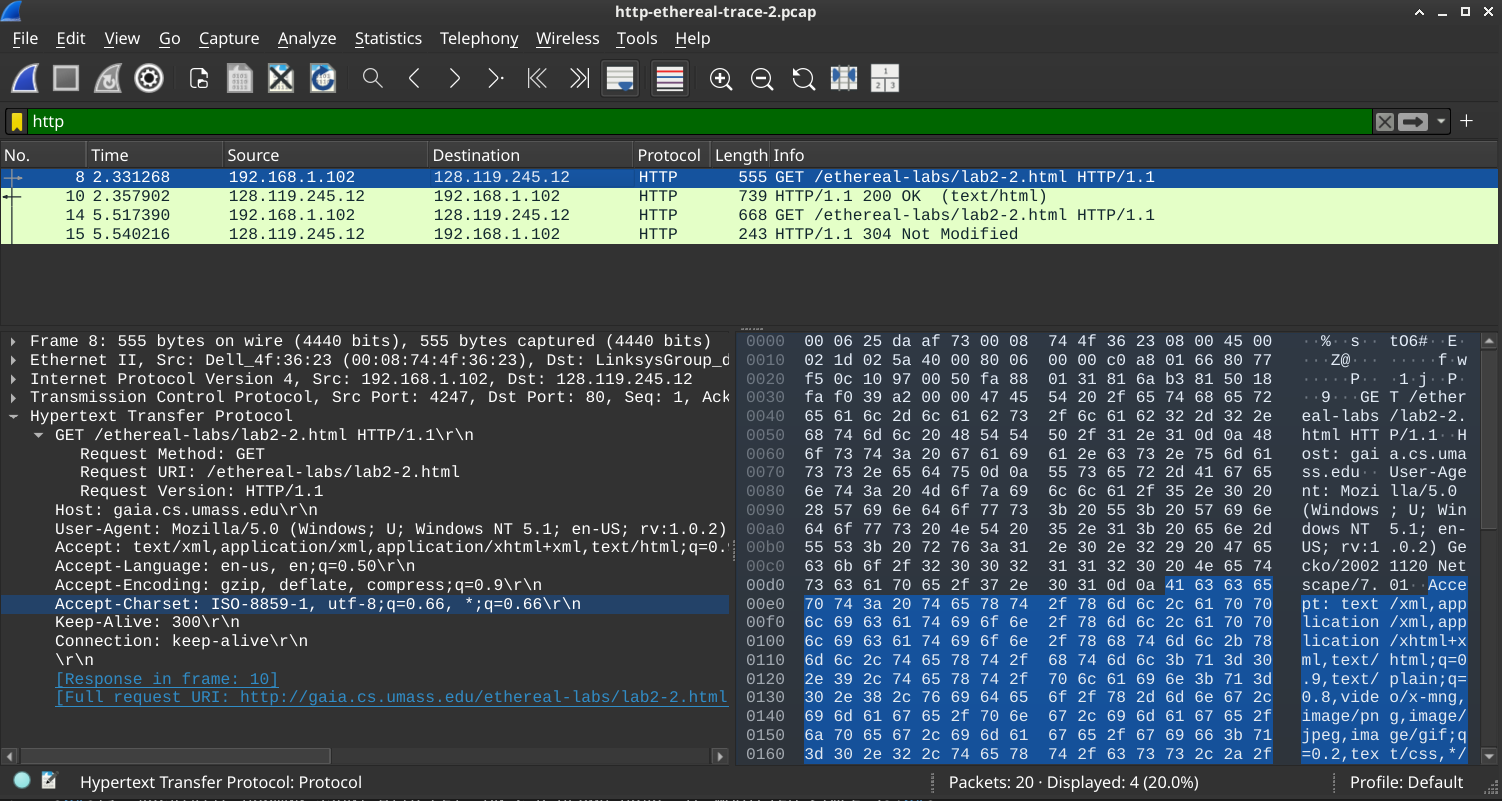 http-ethereal-trace-2.pcap
File Edit View Go Capture Analyze Statistics Telephony Wireless Tools Help
http
No. Time Source Destination Protocol Length Info
8 2.331268 192.168.1.102 128.119.245.12 HTTP 555 GET /ethereal-labs/lab2-2.html HTTP/1.1
10 2.357902 128.119.245.12 192.168.1.102 HTTP 739 HTTP/1.1 200 OK (text/html)
14 5.517390 192.168.1.102 128.119.245.12 HTTP 668 GET /ethereal-labs/lab2-2.html HTTP/1.1
15 5.540216 128.119.245.12 192.168.1.102 HTTP 243 HTTP/1.1 304 Not Modified
Frame 8: 555 bytes on wire (4440 bits), 555 bytes captured (4440 bits)
Ethernet II, Src: Dell_4f:36:23 (00:08:74:4f:36:23), Dst: LinksysGroup_d
Internet Protocol Version 4, Src: 192.168.1.102, Dst: 128.119.245.12
Transmission Control Protocol, Src Port: 4247, Dst Port: 80, Seq: 1, Ack
Hypertext Transfer Protocol
GET /ethereal-labs/lab2-2.html HTTP/1.1\r\n
Request Method: GET
Request URI: /ethereal-labs/lab2-2.html
Request Version: HTTP/1.1
Host: gaia.cs.umass.edu\r\n
User-Agent: Mozilla/5.0 (Windows; U; Windows NT 5.1; en-US; rv:1.0.2)
Accept: text/xml,application/xml,application/xhtml+xml,text/html;q=0.
Accept-Language: en-us, en;q=0.50\r\n
Accept-Encoding: gzip, deflate, compress;q=0.9\r\n
Accept-Charset: ISO-8859-1, utf-8;q=0.66, *;q=0.66\r\n
Keep-Alive: 300\r\n
Connection: keep-alive\r\n
\r\n
[Response in frame: 10]
[Full request URI: http://gaia.cs.umass.edu/ethereal-labs/lab2-2.html
0000 00 06 25 da af 73 00 08 74 4f 36 23 08 00 45 00 ··%··s·· tO6#··E·
0010 02 1d 02 5a 40 00 80 06 00 00 c0 a8 01 66 80 77 ···Z@··· ·····f·w
0020 f5 0c 10 97 00 50 fa 88 01 31 81 6a b3 81 50 18 ·····P·· ·1·j··P·
0030 fa f0 39 a2 00 00 47 45 54 20 2f 65 74 68 65 72 ··9···GE T /ether
0040 65 61 6c 2d 6c 61 62 73 2f 6c 61 62 32 2d 32 2e eal-labs /lab2-2.
0050 68 74 6d 6c 20 48 54 54 50 2f 31 2e 31 0d 0a 48 html HTT P/1.1··H
0060 6f 73 74 3a 20 67 61 69 61 2e 63 73 2e 75 6d 61 ost: gai a.cs.uma
0070 73 73 2e 65 64 75 0d 0a 55 73 65 72 2d 41 67 65 ss.edu·· User-Age
0080 6e 74 3a 20 4d 6f 7a 69 6c 6c 61 2f 35 2e 30 20 nt: Mozi lla/5.0
0090 28 57 69 6e 64 6f 77 73 3b 20 55 3b 20 57 69 6e (Windows ; U; Win
00a0 64 6f 77 73 20 4e 54 20 35 2e 31 3b 20 65 6e 2d dows NT 5.1; en-
00b0 55 53 3b 20 72 76 3a 31 2e 30 2e 32 29 20 47 65 US; rv:1 .0.2) Ge
00c0 63 6b 6f 2f 32 30 30 32 31 31 32 30 20 4e 65 74 cko/2002 1120 Net
00d0 73 63 61 70 65 2f 37 2e 30 31 0d 0a 41 63 63 65 scape/7. 01··Acce
00e0 70 74 3a 20 74 65 78 74 2f 78 6d 6c 2c 61 70 70 pt: text /xml,app
00f0 6c 69 63 61 74 69 6f 6e 2f 78 6d 6c 2c 61 70 70 lication /xml,app
0100 6c 69 63 61 74 69 6f 6e 2f 78 68 74 6d 6c 2b 78 lication /xhtml+x
0110 6d 6c 2c 74 65 78 74 2f 68 74 6d 6c 3b 71 3d 30 ml,text/ html;q=0
0120 2e 39 2c 74 65 78 74 2f 70 6c 61 69 6e 3b 71 3d .9,text/ plain;q=
0130 30 2e 38 2c 76 69 64 65 6f 2f 78 2d 6d 6e 67 2c 0.8,vide o/x-mng,
0140 69 6d 61 67 65 2f 70 6e 67 2c 69 6d 61 67 65 2f image/pn g,image/
0150 6a 70 65 67 2c 69 6d 61 67 65 2f 67 69 66 3b 71 jpeg,ima ge/gif;q
0160 3d 30 2e 32 2c 74 65 78 74 2f 63 73 73 2c 2a 2f =0.2,tex t/css,*/
Hypertext Transfer Protocol: Protocol
Packets: 20 · Displayed: 4 (20.0%)
Profile: Default